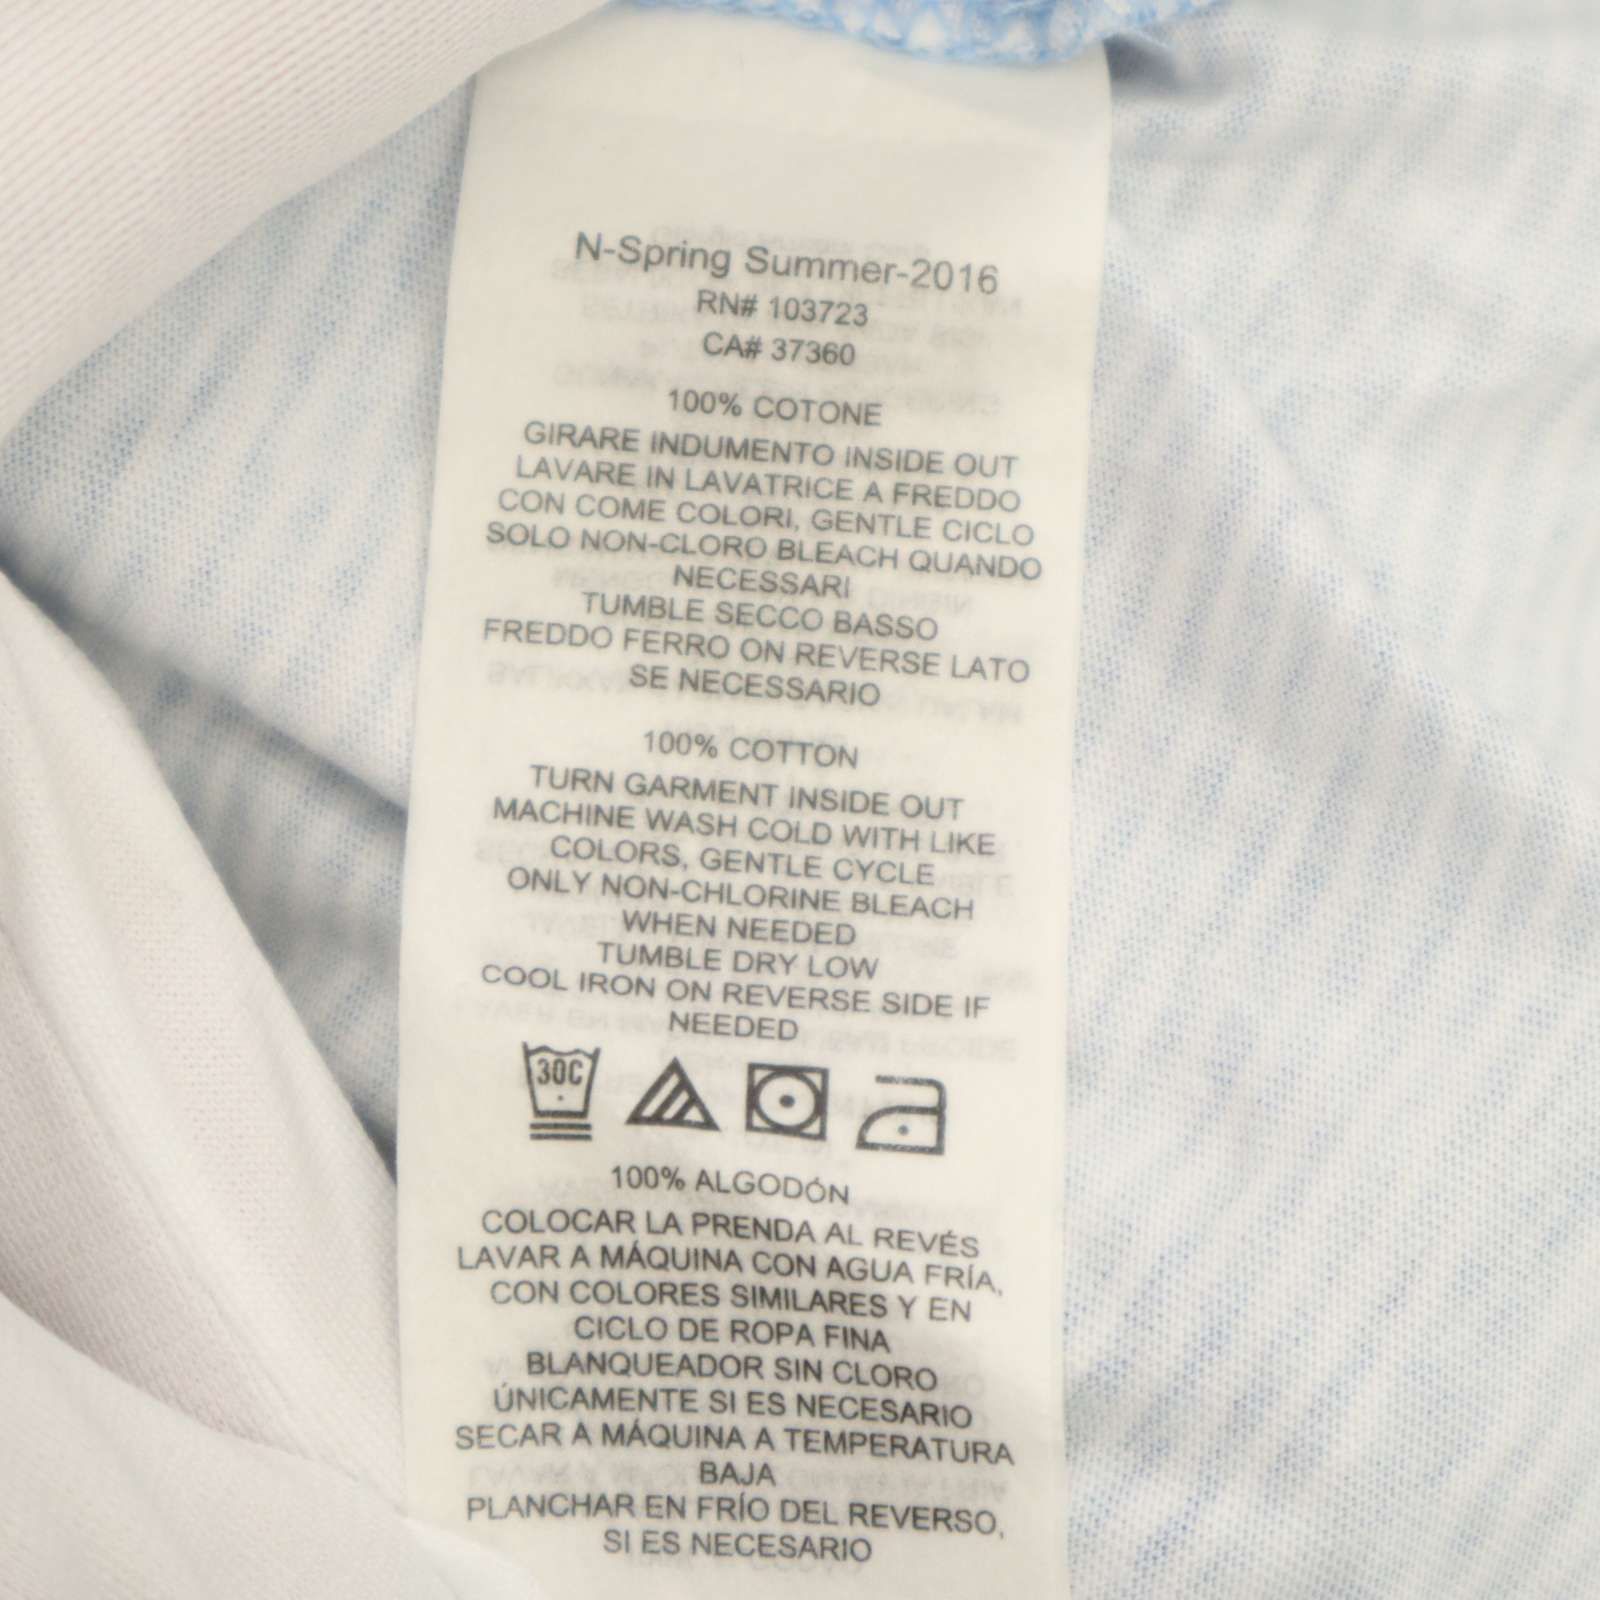 N-Spring Summer-2016
RN# 103723
CA# 37360
100% COTONE
GIRARE INDUMENTO INSIDE OUT
LAVARE IN LAVATRICE A FREDDO
CON COME COLORI, GENTLE CICLO
SOLO NON-CLORO BLEACH QUANDO
NECESSARI
TUMBLE SECCO BASSO
FREDDO FERRO ON REVERSE LATO
SE NECESSARIO
100% COTTON
TURN GARMENT INSIDE OUT
MACHINE WASH COLD WITH LIKE
COLORS, GENTLE CYCLE
ONLY NON-CHLORINE BLEACH
WHEN NEEDED
TUMBLE DRY LOW
COOL IRON ON REVERSE SIDE IF
NEEDED
30C
100% ALGODÓN
COLOCAR LA PRENDA AL REVÉS
LAVAR A MÁQUINA CON AGUA FRÍA,
CON COLORES SIMILARES Y EN
CICLO DE ROPA FINA
BLANQUEADOR SIN CLORO
ÚNICAMENTE SI ES NECESARIO
SECAR A MÁQUINA A TEMPERATURA
BAJA
PLANCHAR EN FRÍO DEL REVERSO,
SI ES NECESARIO